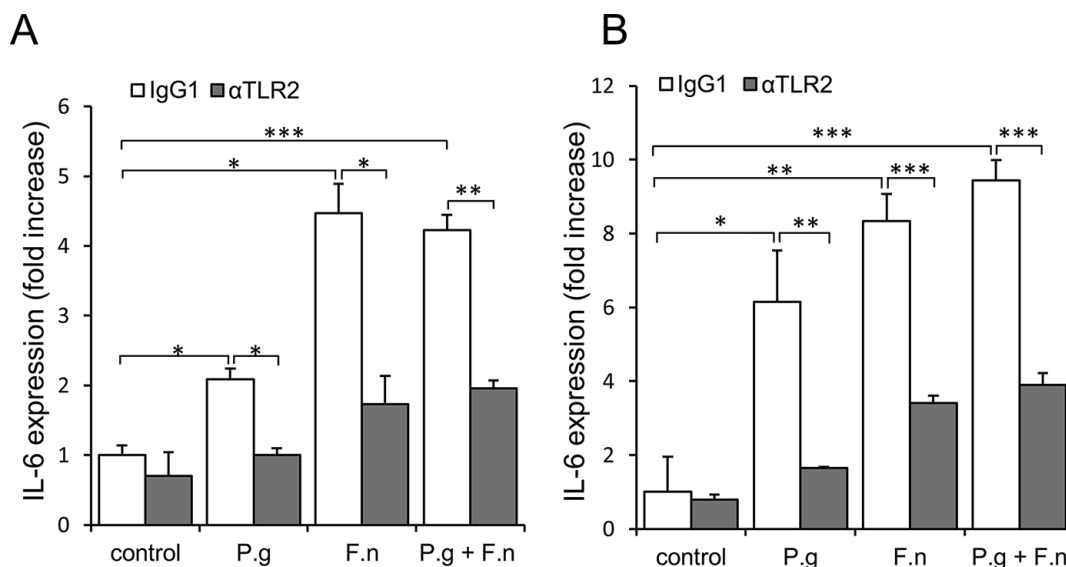 A
IgG1 αTLR2
IL-6 expression (fold increase)
6
5
4
3
2
1
0
***
* *
**
* *
control P.g F.n P.g + F.n
B
IgG1 αTLR2
IL-6 expression (fold increase)
12
10
8
6
4
2
0
*** ***
** ***
* **
control P.g F.n P.g + F.n